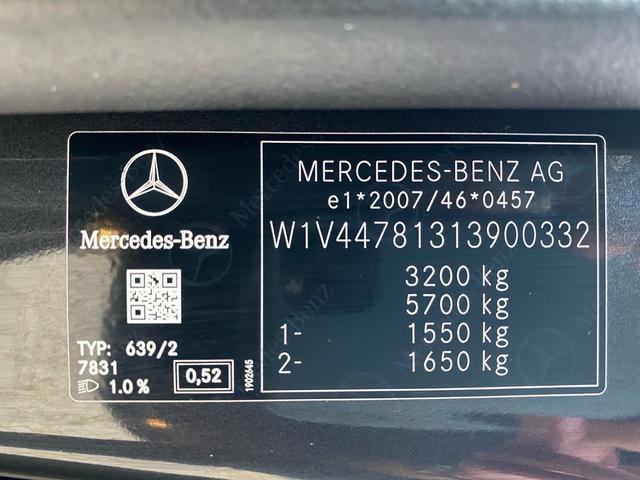 Mercedes-Benz
TYP: 639/2
7831
1.0 %
0,52
1902645
MERCEDES-BENZ AG
e1*2007/46*0457
W1V44781313900332
3200 kg
5700 kg
1- 1550 kg
2- 1650 kg